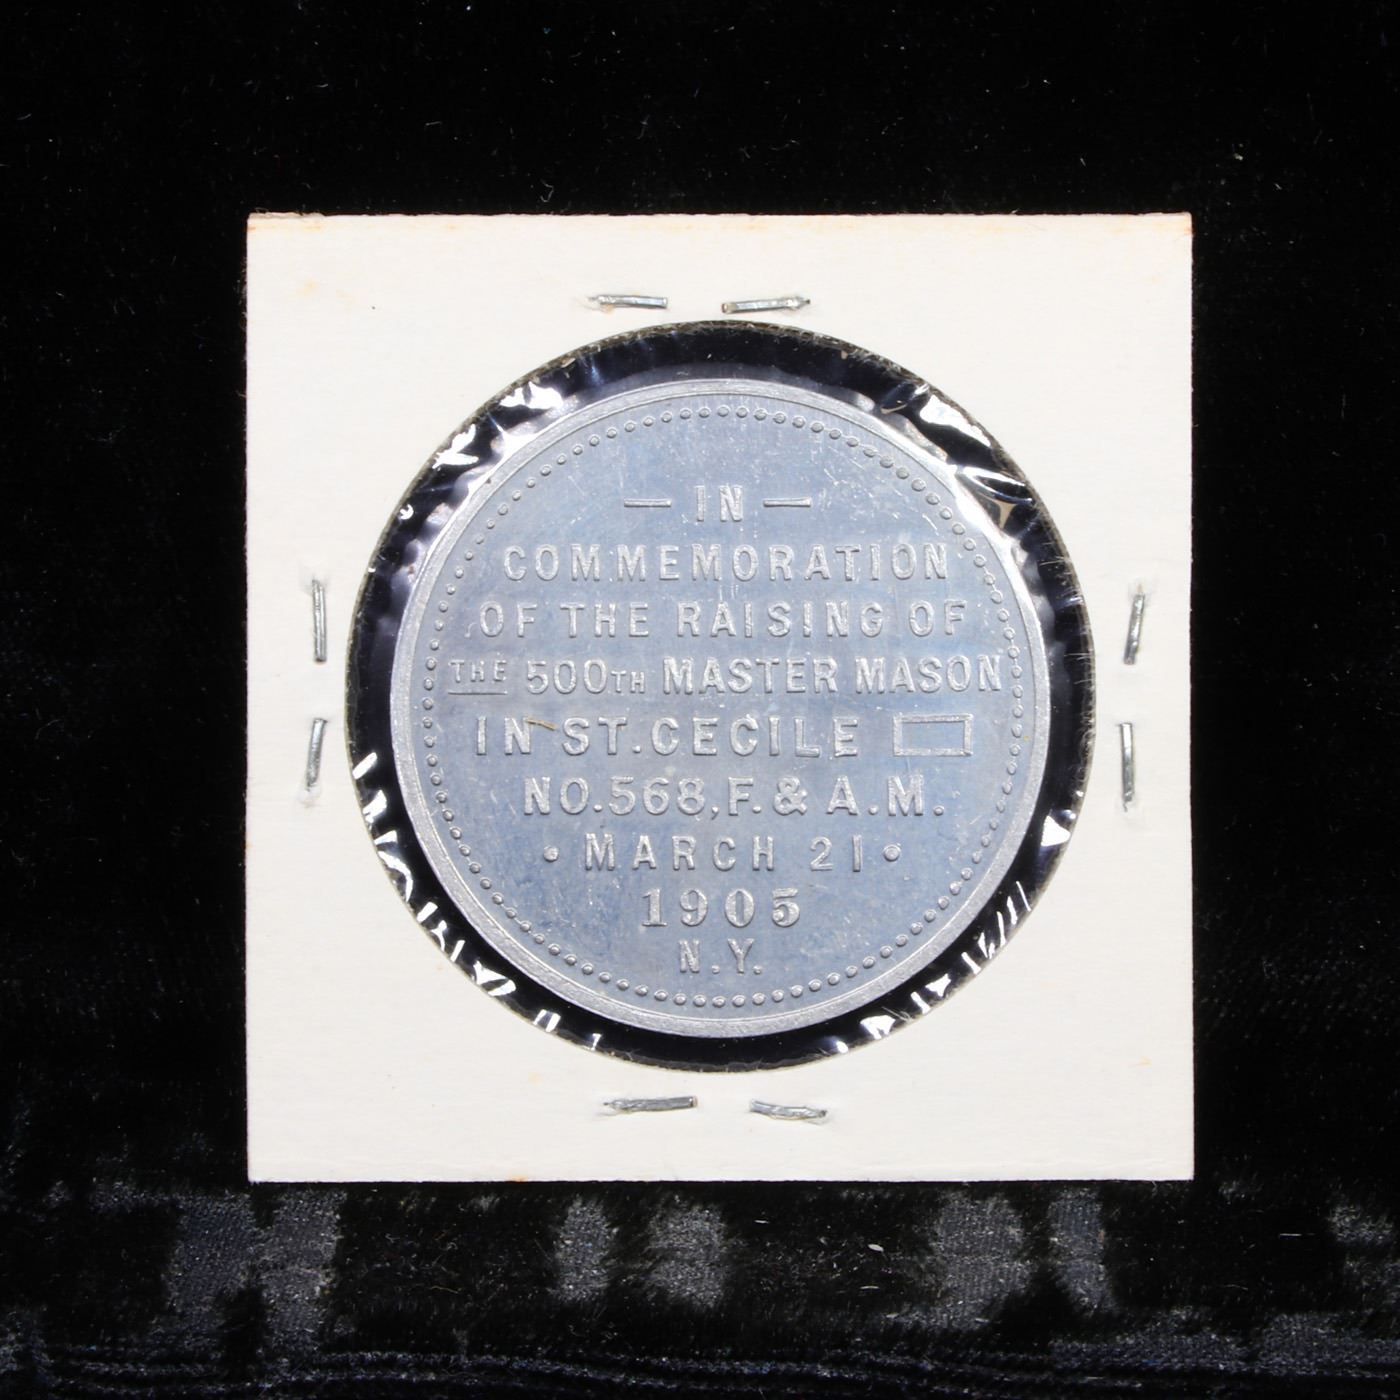 — IN —
COMMEMORATION
OF THE RAISING OF
THE 500TH MASTER MASON
IN ST. CECILE ▭
NO. 568, F. & A.M.
• MARCH 21 •
1905
N.Y.